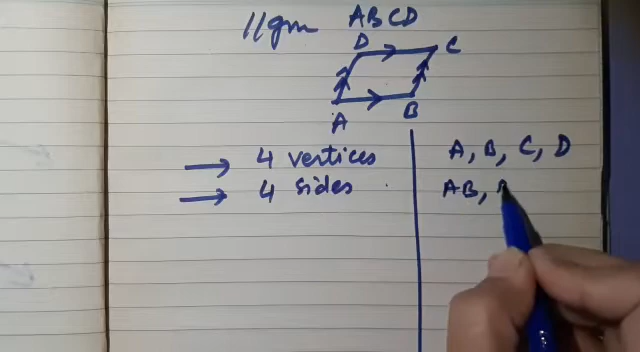 //gm ABCD
D C
A B
4 vertices A, B, C, D
4 sides AB,